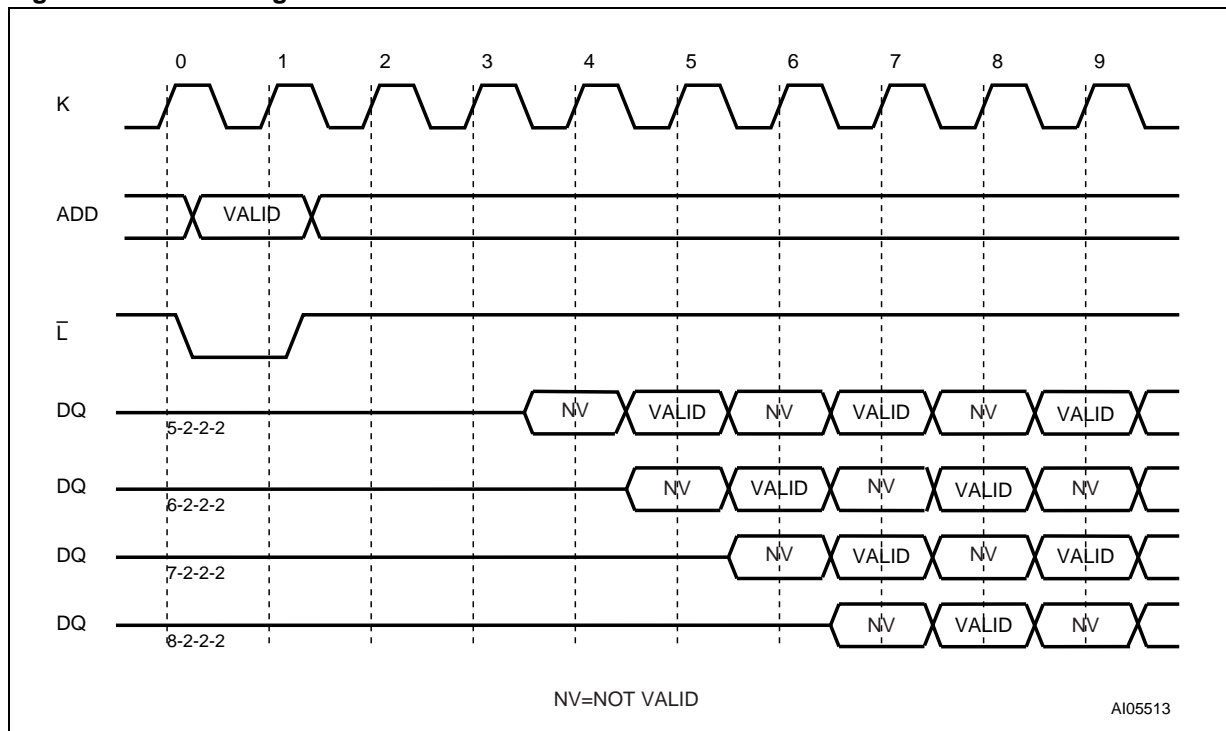 0 1 2 3 4 5 6 7 8 9
K
ADD VALID
L̅
DQ NV VALID NV VALID NV VALID
5-2-2-2
DQ NV VALID NV VALID NV
6-2-2-2
DQ NV VALID NV VALID
7-2-2-2
DQ NV VALID NV
8-2-2-2
NV=NOT VALID
AI05513